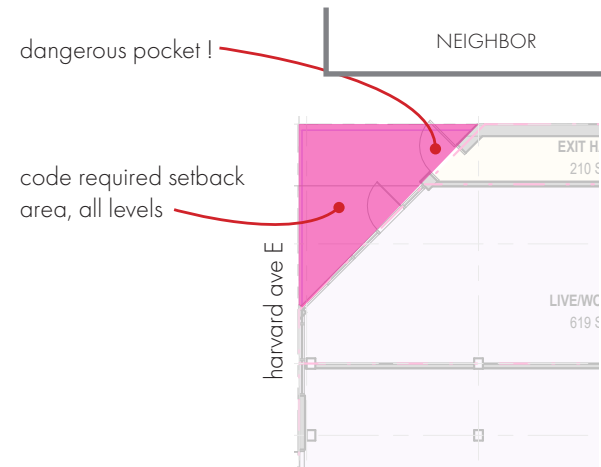 dangerous pocket !
NEIGHBOR
EXIT H
210 S
code required setback
area, all levels
harvard ave E
LIVE/WO
619 S